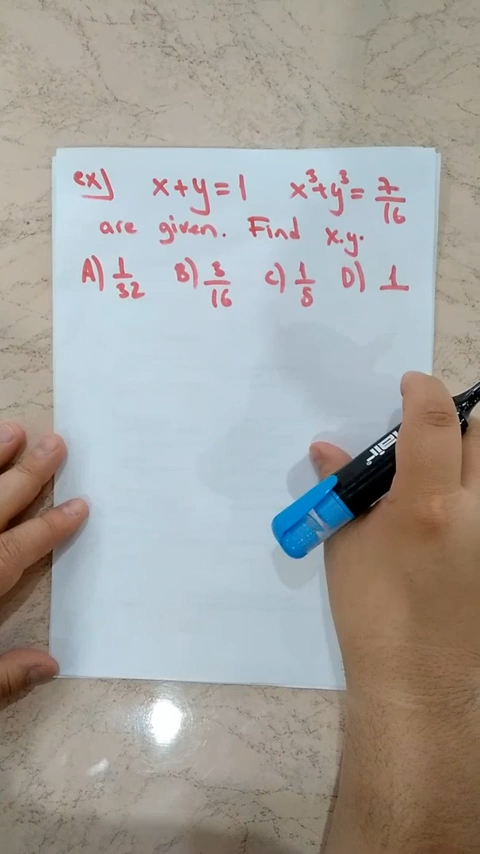 ex) x+y=1 x³+y³=7/16
are given. Find x.y.
A) 1/32 B) 3/16 C) 1/8 D) 1